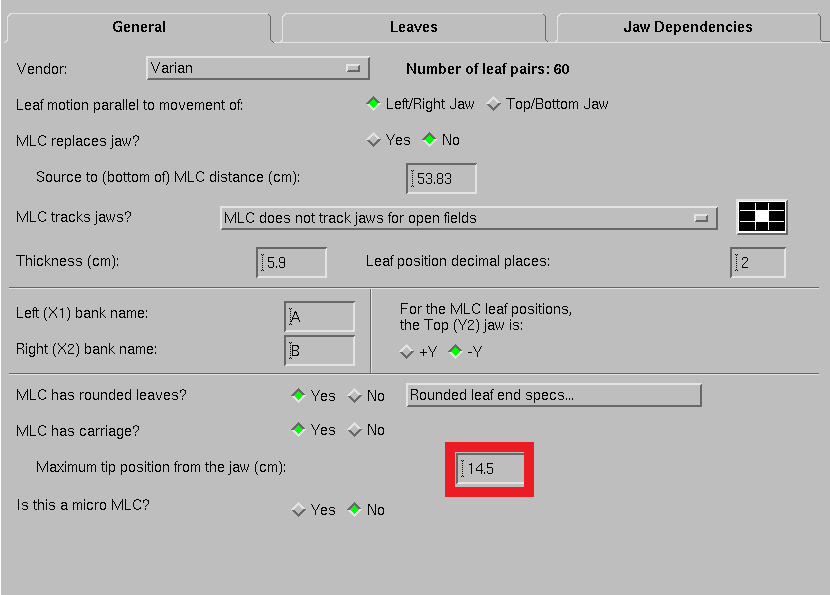 General Leaves Jaw Dependencies
Vendor: Varian Number of leaf pairs: 60
Leaf motion parallel to movement of: Left/Right Jaw Top/Bottom Jaw
MLC replaces jaw? Yes No
Source to (bottom of) MLC distance (cm): 53.83
MLC tracks jaws? MLC does not track jaws for open fields
Thickness (cm): 5.9 Leaf position decimal places: 2
Left (X1) bank name: A
Right (X2) bank name: B
For the MLC leaf positions,
the Top (Y2) jaw is:
+Y -Y
MLC has rounded leaves? Yes No Rounded leaf end specs...
MLC has carriage? Yes No
Maximum tip position from the jaw (cm): 14.5
Is this a micro MLC? Yes No